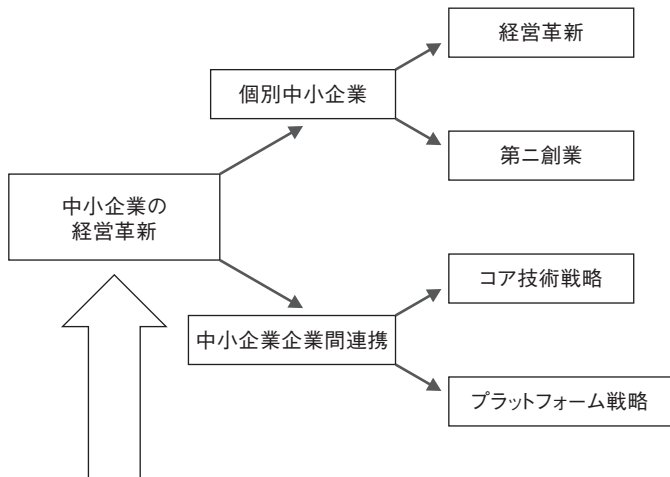 経営革新
個別中小企業
第二創業
中小企業の
経営革新
コア技術戦略
中小企業企業間連携
プラットフォーム戦略